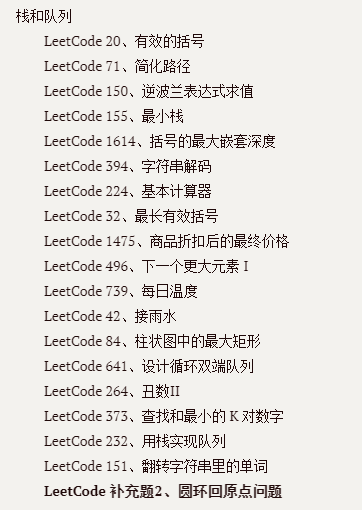 栈和队列
LeetCode 20、有效的括号
LeetCode 71、简化路径
LeetCode 150、逆波兰表达式求值
LeetCode 155、最小栈
LeetCode 1614、括号的最大嵌套深度
LeetCode 394、字符串解码
LeetCode 224、基本计算器
LeetCode 32、最长有效括号
LeetCode 1475、商品折扣后的最终价格
LeetCode 496、下一个更大元素 I
LeetCode 739、每日温度
LeetCode 42、接雨水
LeetCode 84、柱状图中的最大矩形
LeetCode 641、设计循环双端队列
LeetCode 264、丑数II
LeetCode 373、查找和最小的 K 对数字
LeetCode 232、用栈实现队列
LeetCode 151、翻转字符串里的单词
LeetCode 补充题2、圆环回原点问题